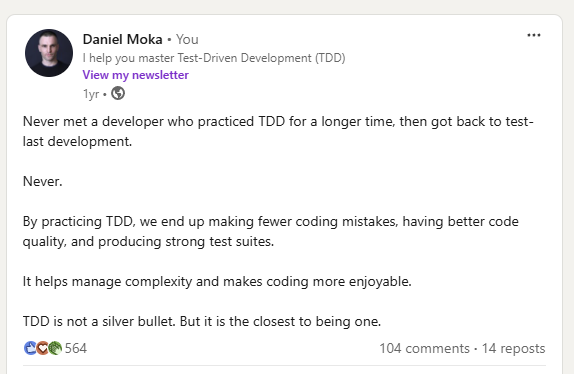 Daniel Moka • You
I help you master Test-Driven Development (TDD)
View my newsletter
1yr •
Never met a developer who practiced TDD for a longer time, then got back to test-
last development.
Never.
By practicing TDD, we end up making fewer coding mistakes, having better code
quality, and producing strong test suites.
It helps manage complexity and makes coding more enjoyable.
TDD is not a silver bullet. But it is the closest to being one.
564
104 comments · 14 reposts